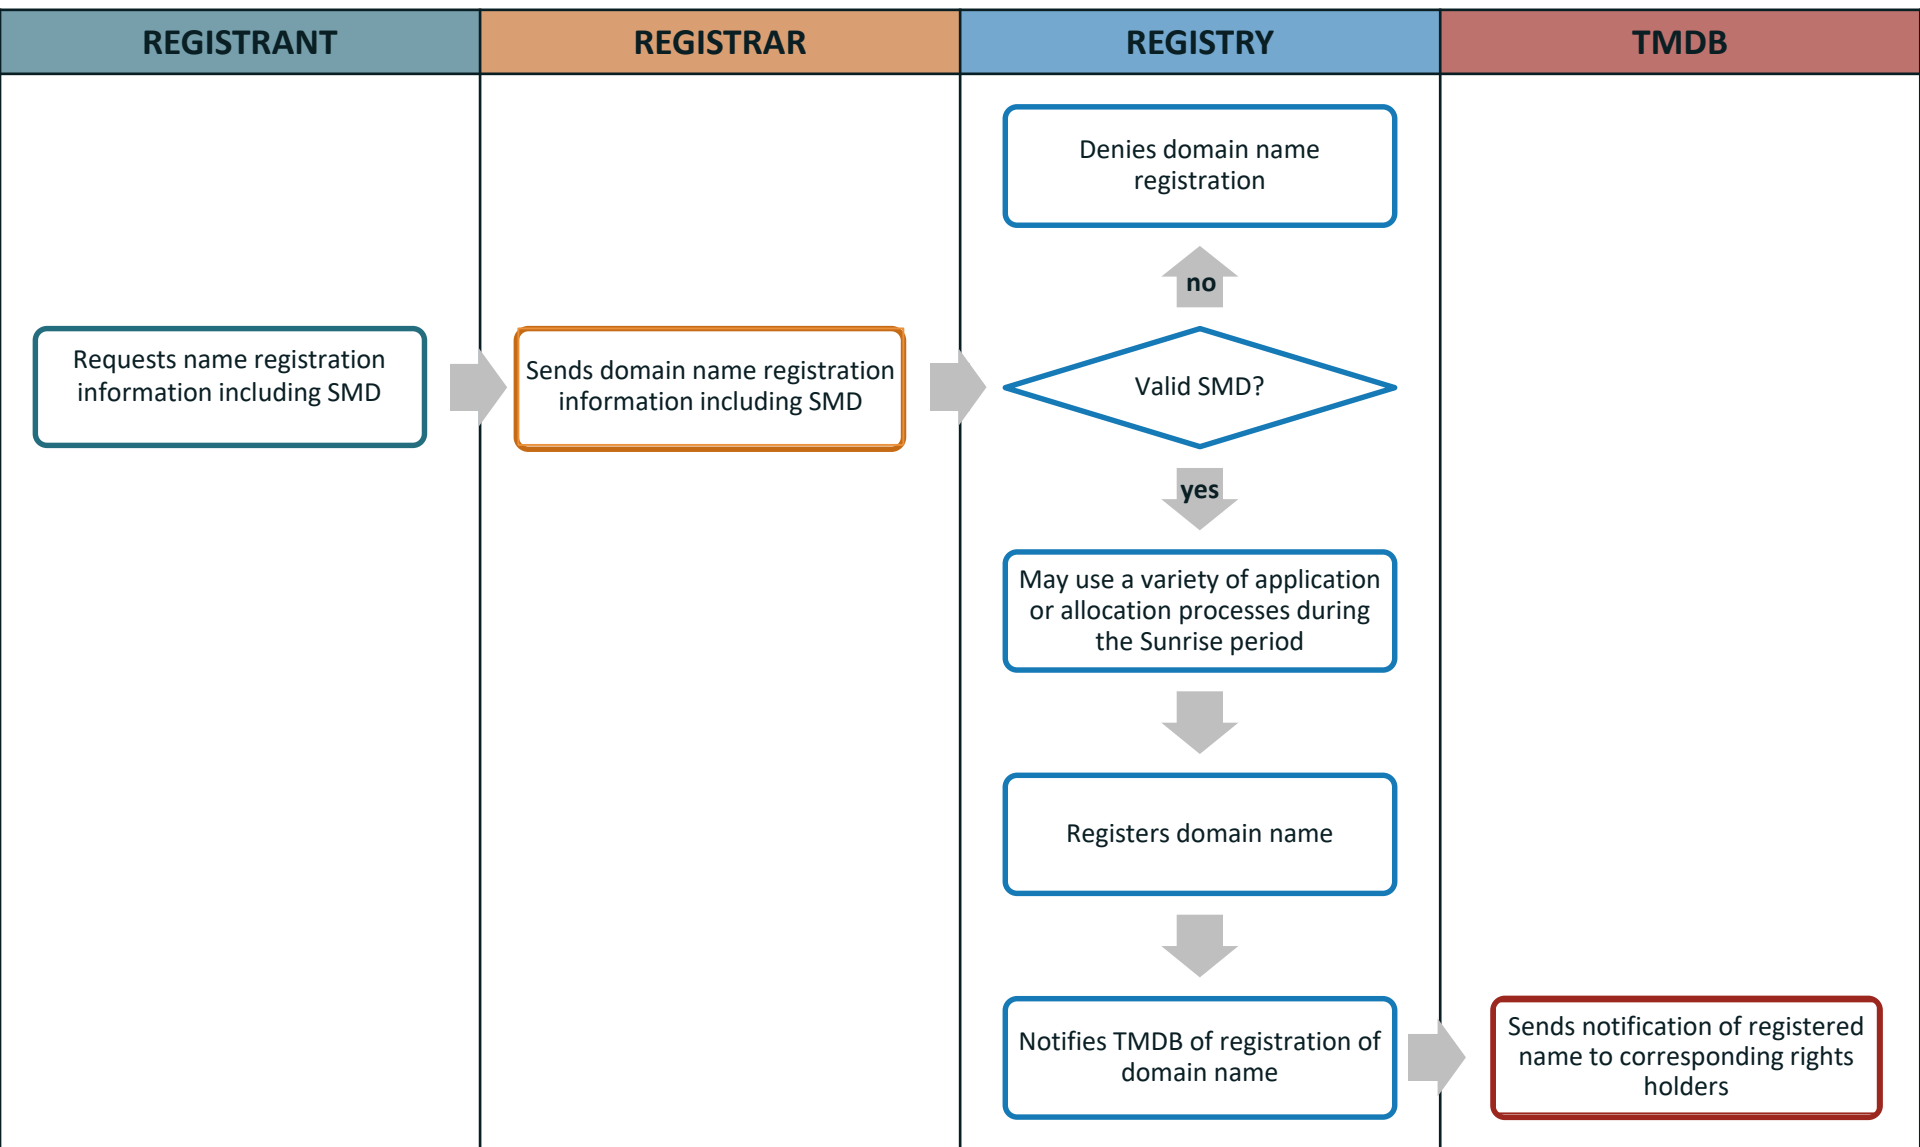 REGISTRANT
REGISTRAR
REGISTRY
TMDB
Denies domain name
registration
no
Requests name registration
information including SMD
Sends domain name registration
information including SMD
Valid SMD?
yes
May use a variety of application
or allocation processes during
the Sunrise period
Registers domain name
Notifies TMDB of registration of
domain name
Sends notification of registered
name to corresponding rights
holders